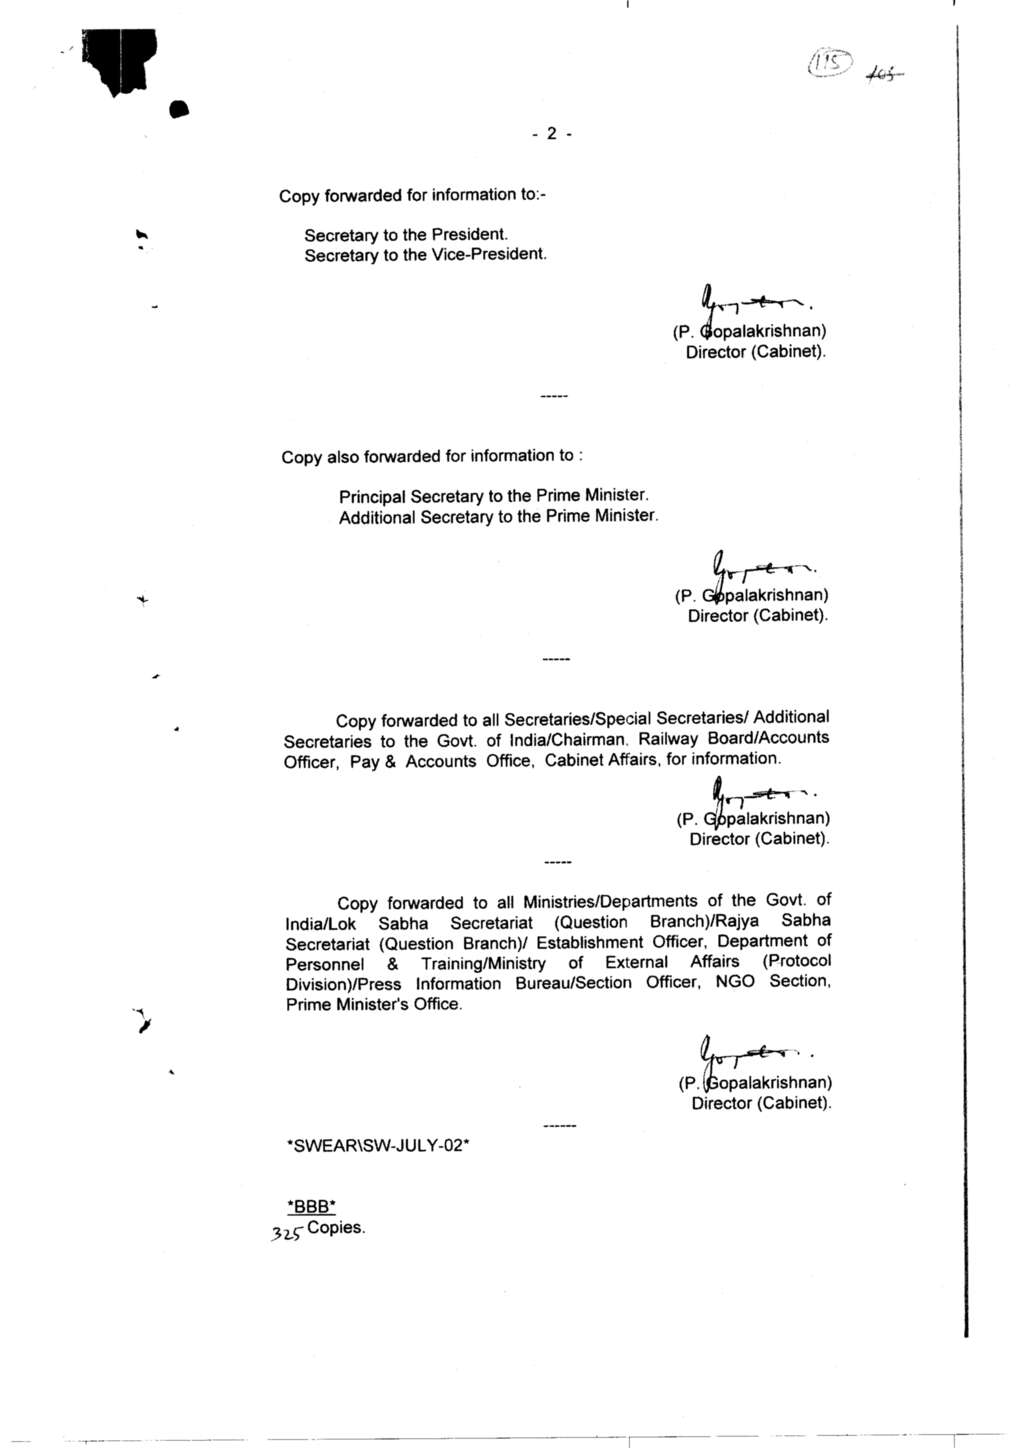 115 103
- 2 -
Copy forwarded for information to:-
Secretary to the President.
Secretary to the Vice-President.
(P. Gopalakrishnan)
Director (Cabinet).
-----
Copy also forwarded for information to :
Principal Secretary to the Prime Minister.
Additional Secretary to the Prime Minister.
(P. Gopalakrishnan)
Director (Cabinet).
-----
Copy forwarded to all Secretaries/Special Secretaries/ Additional
Secretaries to the Govt. of India/Chairman. Railway Board/Accounts
Officer, Pay & Accounts Office, Cabinet Affairs, for information.
(P. Gopalakrishnan)
Director (Cabinet).
-----
Copy forwarded to all Ministries/Departments of the Govt. of
India/Lok Sabha Secretariat (Question Branch)/Rajya Sabha
Secretariat (Question Branch)/ Establishment Officer, Department of
Personnel & Training/Ministry of External Affairs (Protocol
Division)/Press Information Bureau/Section Officer, NGO Section,
Prime Minister's Office.
(P. Gopalakrishnan)
Director (Cabinet).
------
*SWEAR\SW-JULY-02*
*BBB*
325 Copies.